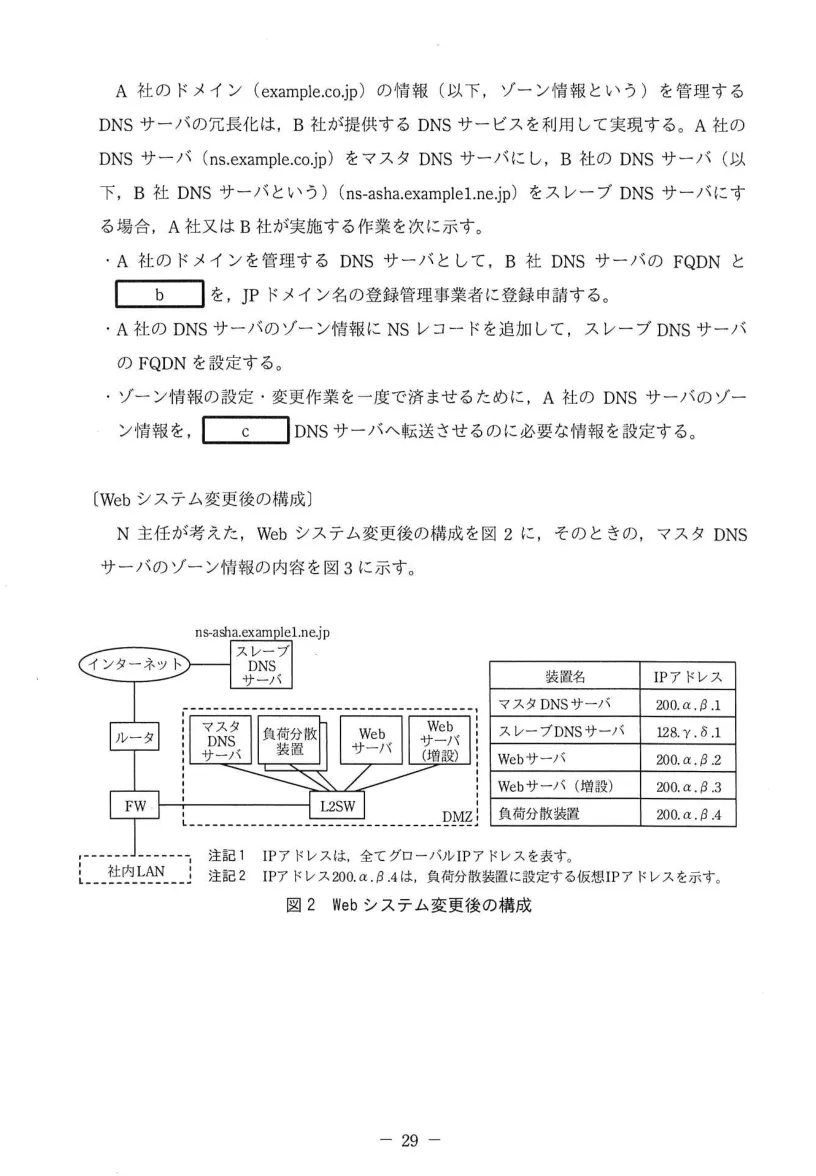 A 社のドメイン（example.co.jp）の情報（以下，ゾーン情報という）を管理する
DNS サーバの冗長化は，B 社が提供する DNS サービスを利用して実現する。A 社の
DNS サーバ（ns.example.co.jp）をマスタ DNS サーバにし，B 社の DNS サーバ（以
下，B 社 DNS サーバという）（ns-asha.example1.ne.jp）をスレーブ DNS サーバにす
る場合，A 社又は B 社が実施する作業を次に示す。
・A 社のドメインを管理する DNS サーバとして，B 社 DNS サーバの FQDN と
b を，JP ドメイン名の登録管理事業者に登録申請する。
・A 社の DNS サーバのゾーン情報に NS レコードを追加して，スレーブ DNS サーバ
の FQDN を設定する。
・ゾーン情報の設定・変更作業を一度で済ませるために，A 社の DNS サーバのゾー
ン情報を， c DNS サーバへ転送させるのに必要な情報を設定する。
〔Web システム変更後の構成〕
N 主任が考えた，Web システム変更後の構成を図 2 に，そのときの，マスタ DNS
サーバのゾーン情報の内容を図 3 に示す。
ns-asha.example1.ne.jp
インターネット
スレーブ
DNS
サーバ
ルータ
マスタ
DNS
サーバ
負荷分散
装置
Web
サーバ
Web
サーバ
（増設）
FW
L2SW
DMZ
社内LAN
装置名 IPアドレス
マスタDNSサーバ 200.α.β.1
スレーブDNSサーバ 128.γ.δ.1
Webサーバ 200.α.β.2
Webサーバ（増設） 200.α.β.3
負荷分散装置 200.α.β.4
注記1 IPアドレスは，全てグローバルIPアドレスを表す。
注記2 IPアドレス200.α.β.4は，負荷分散装置に設定する仮想IPアドレスを示す。
図 2 Web システム変更後の構成
－ 29 －